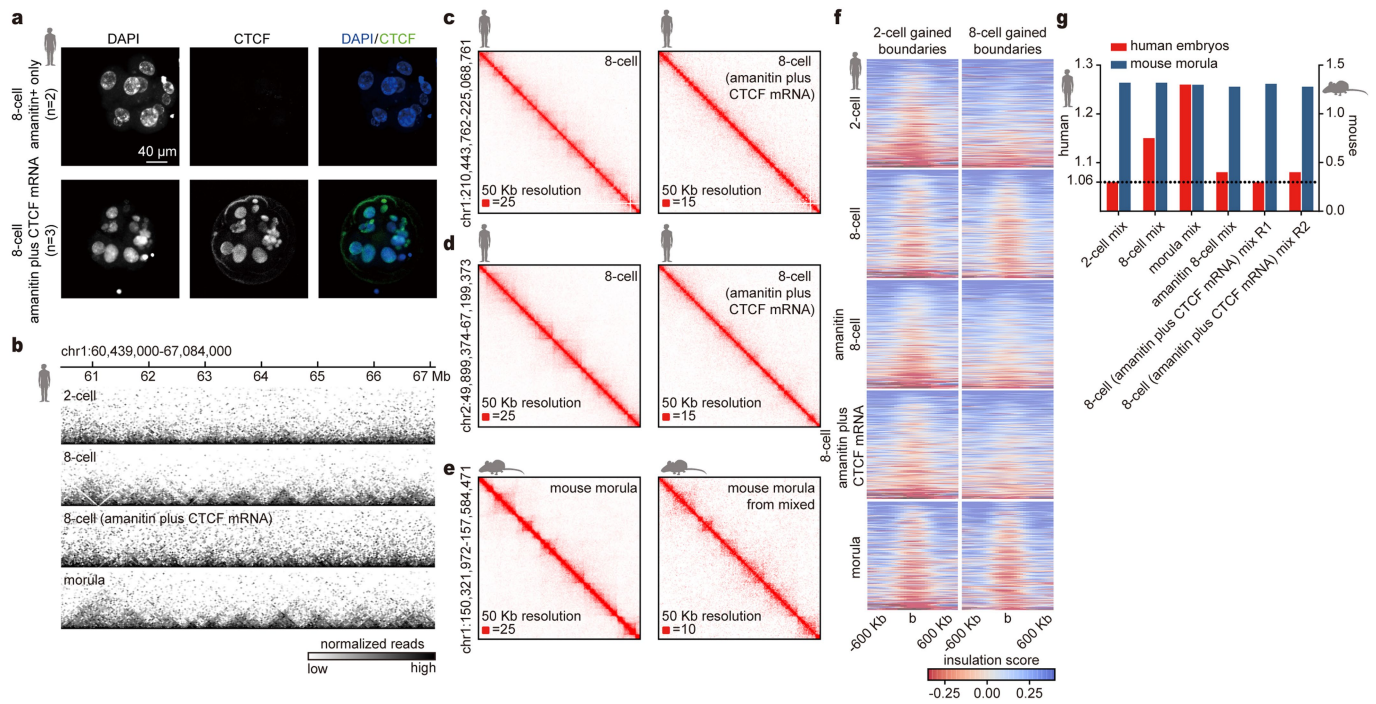 a
DAPI
CTCF
DAPI/CTCF
8-cell
amanitin+ only
(n=2)
40 μm
8-cell
amanitin plus CTCF mRNA
(n=3)
b
chr1:60,439,000-67,084,000
61 62 63 64 65 66 67 Mb
2-cell
8-cell
8-cell (amanitin plus CTCF mRNA)
morula
normalized reads
low high
c
chr1:210,443,762-225,068,761
8-cell
50 Kb resolution
=25
8-cell
(amanitin plus
CTCF mRNA)
50 Kb resolution
=15
d
chr2:49,899,374-67,199,373
8-cell
50 Kb resolution
=25
8-cell
(amanitin plus
CTCF mRNA)
50 Kb resolution
=15
e
chr1:150,321,972-157,584,471
mouse morula
50 Kb resolution
=25
mouse morula
from mixed
50 Kb resolution
=10
f
2-cell gained
boundaries
8-cell gained
boundaries
2-cell
8-cell
amanitin
8-cell
8-cell
amanitin plus
CTCF mRNA
morula
-600 Kb b 600 Kb
-600 Kb b 600 Kb
insulation score
-0.25 0.00 0.25
g
human embryos
mouse morula
human
1.3
1.2
1.1
1.06
mouse
1.5
1.0
0.5
0.0
2-cell mix
8-cell mix
morula mix
amanitin 8-cell mix
8-cell (amanitin plus CTCF mRNA) mix R1
8-cell (amanitin plus CTCF mRNA) mix R2